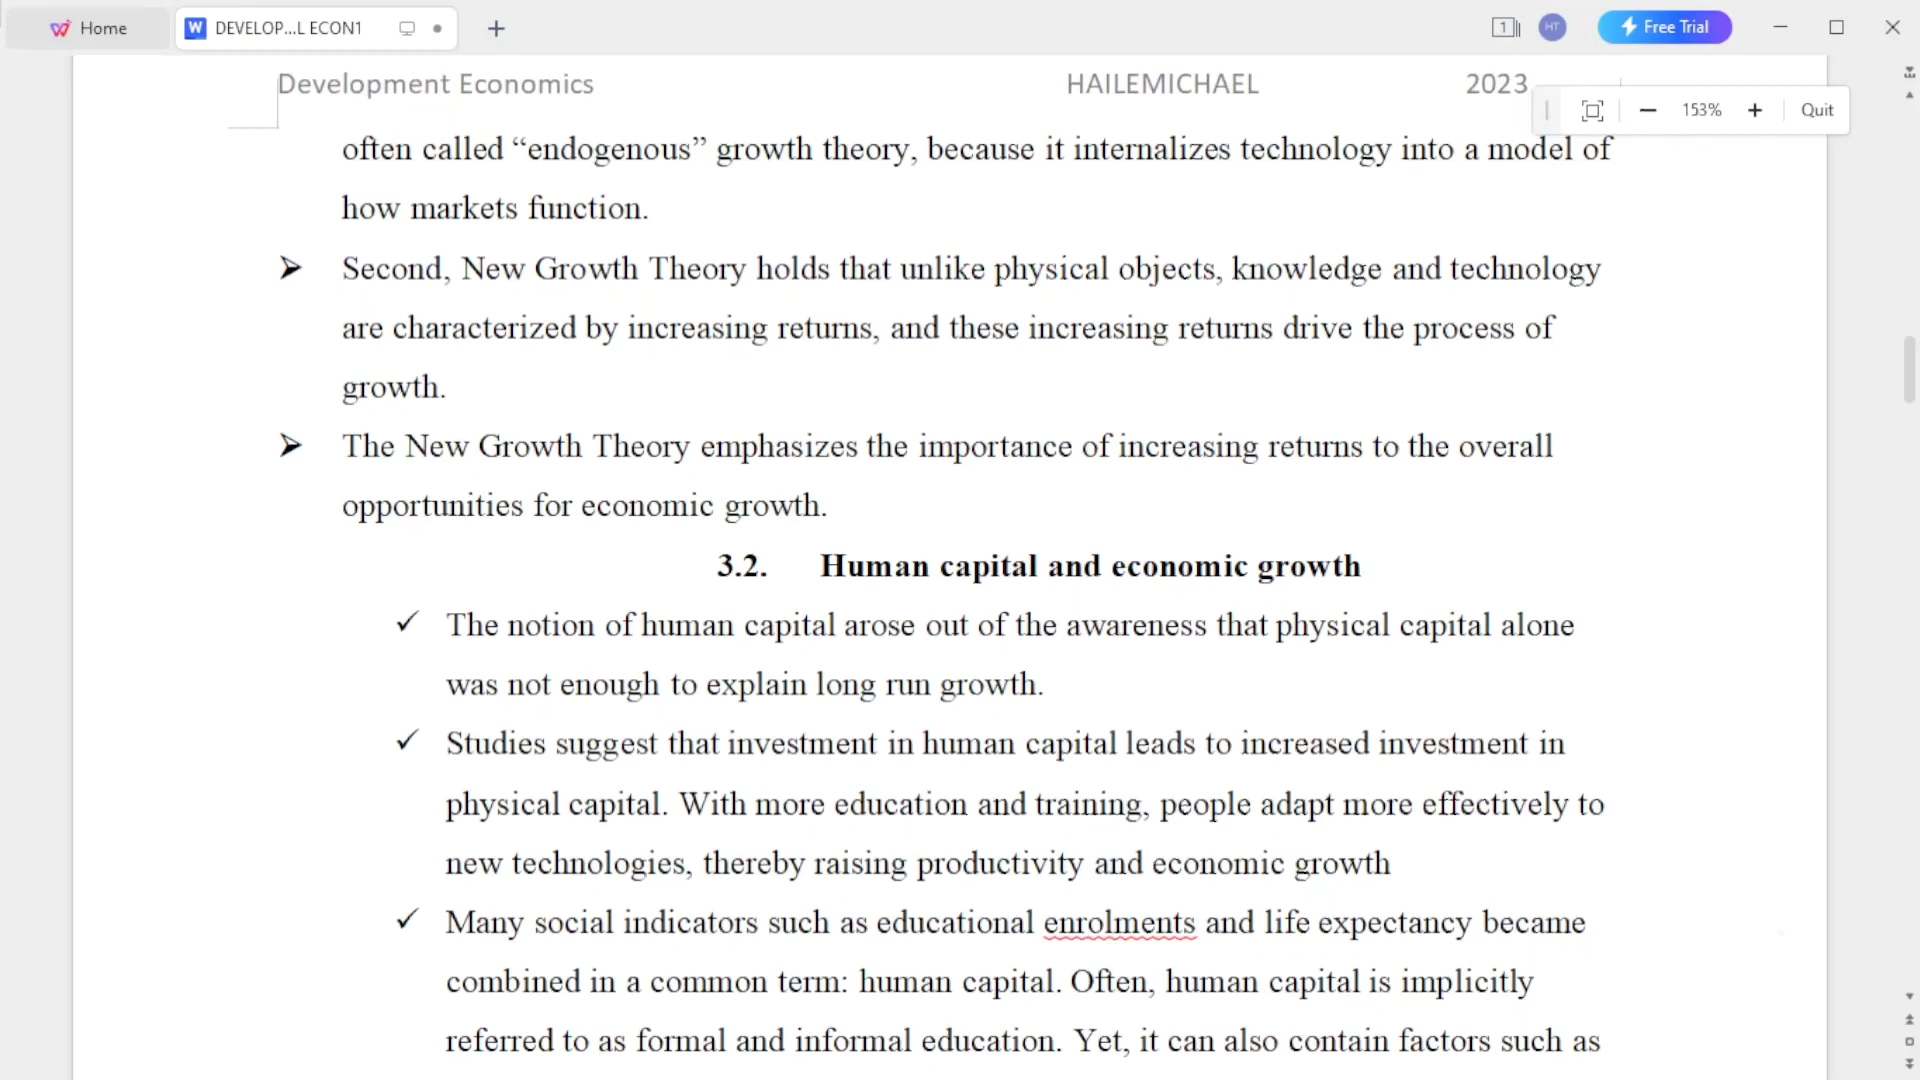 Home
DEVELOP...L ECON1
1
HT
Free Trial
Development Economics HAILEMICHAEL 2023
153%
Quit
often called “endogenous” growth theory, because it internalizes technology into a model of
how markets function.
➢ Second, New Growth Theory holds that unlike physical objects, knowledge and technology
are characterized by increasing returns, and these increasing returns drive the process of
growth.
➢ The New Growth Theory emphasizes the importance of increasing returns to the overall
opportunities for economic growth.
3.2. Human capital and economic growth
✓ The notion of human capital arose out of the awareness that physical capital alone
was not enough to explain long run growth.
✓ Studies suggest that investment in human capital leads to increased investment in
physical capital. With more education and training, people adapt more effectively to
new technologies, thereby raising productivity and economic growth
✓ Many social indicators such as educational enrolments and life expectancy became
combined in a common term: human capital. Often, human capital is implicitly
referred to as formal and informal education. Yet, it can also contain factors such as